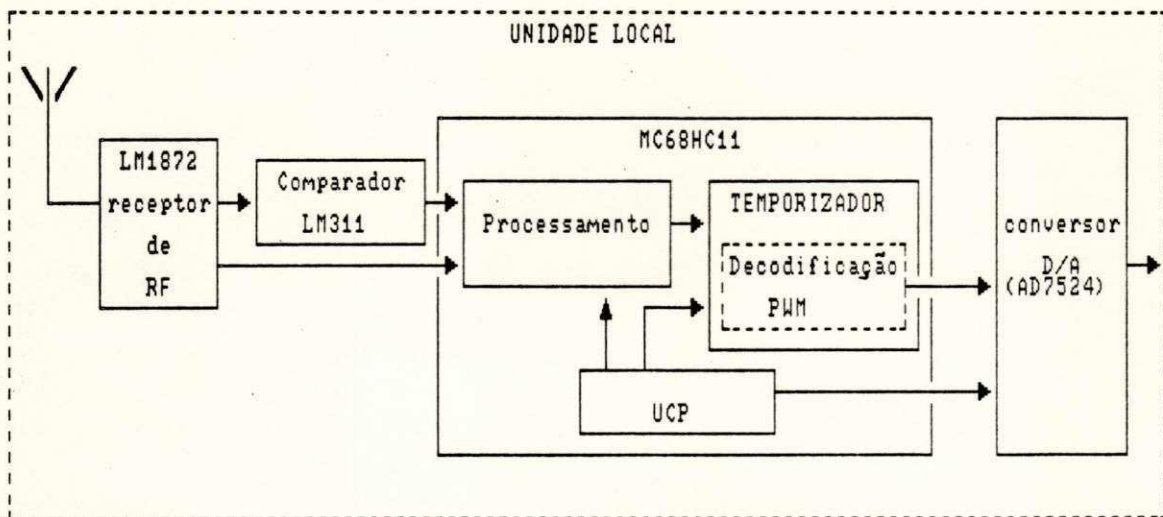 UNIDADE LOCAL
LM1872
receptor
de
RF
Comparador
LM311
MC68HC11
Processamento
TEMPORIZADOR
Decodificação
PWM
UCP
conversor
D/A
(AD7524)